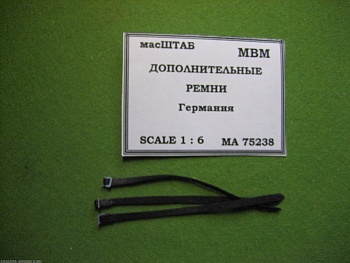 масШТАБ МВМ
ДОПОЛНИТЕЛЬНЫЕ
РЕМНИ
Германия
SCALE 1 : 6 МА 75238